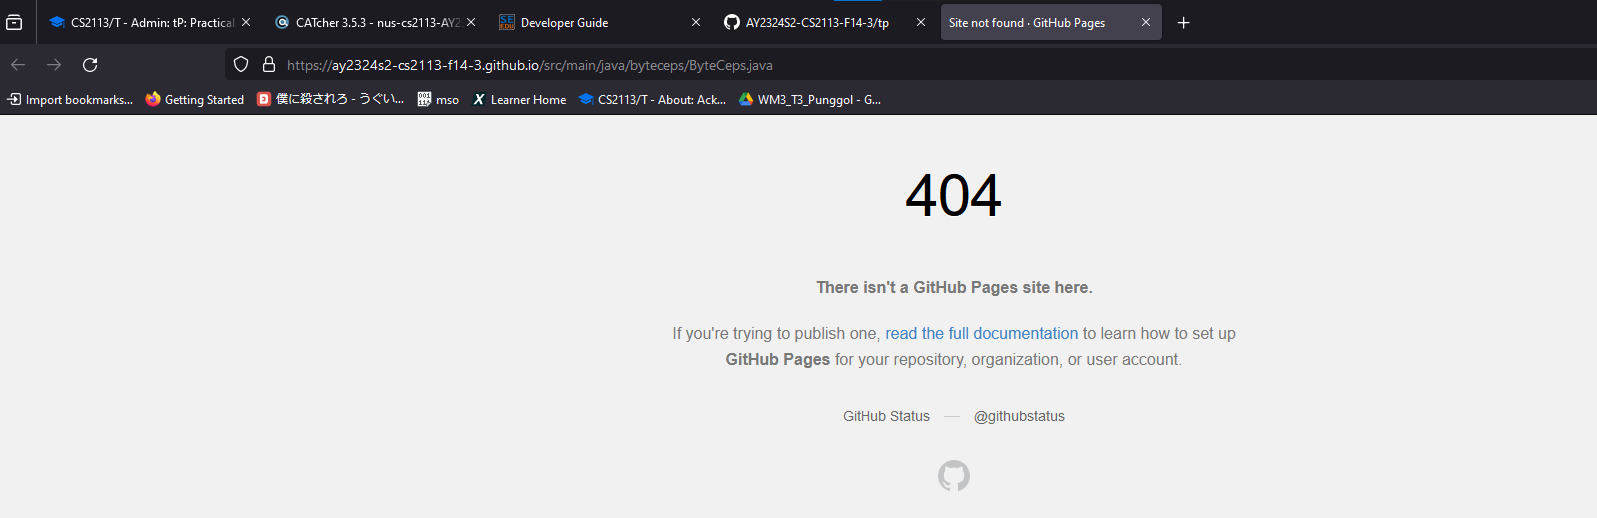 CS2113/T - Admin: tP: Practical
CATcher 3.5.3 - nus-cs2113-AY2
SE
EDU
Developer Guide
AY2324S2-CS2113-F14-3/tp
Site not found · GitHub Pages
https://ay2324s2-cs2113-f14-3.github.io/src/main/java/byteceps/ByteCeps.java
Import bookmarks...
Getting Started
僕に殺されろ - うぐい...
mso
X
Learner Home
CS2113/T - About: Ack...
WM3_T3_Punggol - G...
404
There isn't a GitHub Pages site here.
If you're trying to publish one, read the full documentation to learn how to set up
GitHub Pages for your repository, organization, or user account.
GitHub Status — @githubstatus